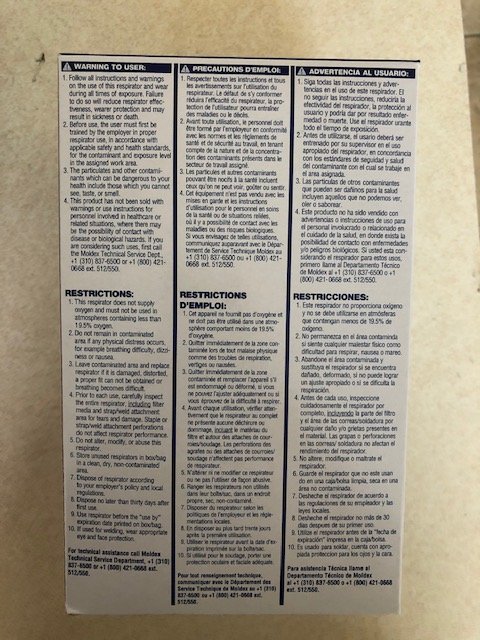 WARNING TO USER:
1. Follow all instructions and warnings
on the use of this respirator and wear
during all times of exposure. Failure
to do so will reduce respirator effect-
iveness, wearer protection and may
result in sickness or death.
2. Before use, the user must first be
trained by the employer in proper
respirator use, in accordance with
applicable safety and health standards,
for the contaminant and exposure level
in the assigned work area.
3. The particulates and other contami-
nants which can be dangerous to your
health include those which you cannot
see, taste, or smell.
4. This product has not been sold with
warnings or use instructions for
personnel involved in healthcare or
related situations, where there may
be the possibility of contact with
disease or biological hazards. If you
are considering such uses, first call
the Moldex Technical Service Dept.,
+1 (310) 837-6500 or +1 (800) 421-
0668 ext. 512/550.
RESTRICTIONS:
1. This respirator does not supply
oxygen and must not be used in
atmospheres containing less than
19.5% oxygen.
2. Do not remain in contaminated
area if any physical distress occurs,
for example breathing difficulty, dizzi-
ness or nausea.
3. Leave contaminated area and replace
respirator if it is damaged, distorted,
a proper fit can not be obtained or
breathing becomes difficult.
4. Prior to each use, carefully inspect
the entire respirator, including filter
media and strap/weld attachment
area for tears and damage. Staple or
strap/weld attachment perforations
do not affect respirator performance.
5. Do not alter, modify, or abuse this
respirator.
6. Store unused respirators in box/bag
in a clean, dry, non-contaminated
area.
7. Dispose of respirator according
to your employer's policy and local
regulations.
8. Dispose no later than thirty days after
first use.
9. Use respirator before the "use by"
expiration date printed on box/bag.
10. If used for welding, wear appropriate
eye and face protection.
For technical assistance call Moldex
Technical Service Department, +1 (310)
837-6500 or +1 (800) 421-0668 ext.
512/550.
PRÉCAUTIONS D'EMPLOI:
1. Respecter toutes les instructions et tous
les avertissements sur l'utilisation du
respirateur. Le défaut de s'y conformer
réduira l'efficacité du respirateur, la pro-
tection de l'utilisateur pourra entraîner
des maladies ou le décès.
2. Avant toute utilisation, le personnel doit
être formé par l'employeur en conformité
avec les normes et les règlements de
santé et de sécurité au travail, en tenant
compte de la nature et de la concentra-
tion des contaminants présents dans le
secteur de travail assigné.
3. Les particules et autres contaminants
pouvant être nocifs à la santé incluent
ceux qu'on ne peut voir, goûter ou sentir.
4. Cet équipement n'est pas vendu avec les
mises en garde et les instructions
d'utilisation pour le personnel en soins
de la santé ou de situations reliées,
où il y a possibilité de contact avec les
maladies ou des risques biologiques.
Si vous envisagez de telles utilisations,
communiquez auparavant avec le Dépar-
tement de Service Technique Moldex au
+1 (310) 837-6500 ou +1 (800) 421-
0668 ext. 512/550.
RESTRICTIONS
D'EMPLOI:
1. Cet appareil ne fournit pas d'oxygène et
ne doit pas être utilisé dans une atmo-
sphère comportant moins de 19.5%
d'oxygène.
2. Quitter immédiatement de la zone con-
taminée lors de tout malaise physique
comme des troubles de respiration,
vertiges ou nausées.
3. Quitter immédiatement la zone
contaminée et remplacer l'appareil s'il
est endommagé ou déformé, si vous
ne pouvez l'ajuster adéquatement ou si
vous éprouvez de la difficulté à respirer.
4. Avant chaque utilisation, vérifier atten-
tivement que le respirateur au complet
ne présente aucune déchirure ou
dommage, incluant le matériau du
filtre et autour des attaches de cour-
roies/soudage. Les perforations des
agrafes ou des attaches de courroies/
soudage n'affectent pas performance
de respirateur.
5. N'altérer ni ne modifier ce respirateur
ou ne pas l'utiliser de façon abusive.
6. Ranger les respirateurs non utilisés
dans leur boîte/sac, dans un endroit
propre, sec, non-contaminé.
7. Disposer du respirateur selon les
politiques de l'employeur et les régle-
mentations locales.
8. En disposer au plus tard trente jours
après la première utilisation.
9. Utiliser le respirateur avant la date d'ex-
piration imprimée sur la boîte/sac.
10. Si utilisé pour le soudage, porter une
protection oculaire et faciale adéquate.
Pour tout renseignement technique,
communiquer avec le Départment des
Service Technique de Moldex au +1 (310)
837-6500 ou +1 (800) 421-0668 ext.
512/550.
ADVERTENCIA AL USUARIO:
1. Siga todas las instrucciones y adver-
tencias en el uso de este respirador. El
no seguir las instrucciones, reducirá la
efectividad del respirador, la protección al
usuario y podría dar por resultado enfer-
medad o muerte. Use el respirador durante
todo el tiempo de exposición.
2. Antes de utilizarse, el usuario deberá ser
entrenado por su supervisor en el uso
apropiado del respirador, en concordancia
con los estándares de seguridad y salud
del contaminante con el cual se trabaje en
el area asignada.
3. Las particulas de otros contaminantes
que puedan ser dañinos para la salud
incluyen aquellos que no podemos ver,
oler ó saborear.
4. Este producto no ha sido vendido con
advertencias o instrucciones de uso para
el personal involucrado o relacionado en
el cuidado de la salud, en donde exista la
posibilidad de contacto con enfermedades
y/o peligros biologicos. Si usted esta con-
siderando el respirador para estos usos,
primero llame al Departamento Técnico
de Moldex al +1 (310) 837-6500 o +1
(800) 421-0668 ext. 512/550.
RESTRICCIONES:
1. Este respirador no proporciona oxígeno
y no se debe utilizarse en atmósferas
que contengan menos de 19.5% de
oxígeno.
2. No permanezca en el área contaminada
si siente cualquier malestar físico como
dificultad para respirar, nausea o mareo.
3. Abandone el área contaminada y
sustituya el respirador si se encuentra
dañado, deformado, si no puede lograr
un ajuste apropiado o si se dificulta la
respiración.
4. Antes de cada uso, inspeccione
cuidadosamente el respirador por
completo, incluyendo la parte del filtro
y el área de las correas/soldadura por
cualquier daño y/o grietas presentes en
el material. Las grapas o perforaciones
en las correas/ soldadura no afectan el
rendimiento del respirador.
5. No altere, modifique o maltrate el
respirador.
6. Guarde el respirador que no este usan-
do en una caja/bolsa limpia, seca en una
área no contaminada.
7. Desheche el respirador de acuerdo a
las regulaciones de su empleador y las
leyes locales.
8. Desheche el respirador no más de 30
días despues de su primer uso.
9. Utilize el respirador antes de la "fecha de
expiración" impresa en la caja/bolsa.
10. Es usado para soldar, cuenta con apro-
piada proteccion para los ojos y la cara.
Para asistencia Técnica llame al
Departamento Técnico de Moldex
al +1 (310) 837-6500 o +1 (800) 421-0668
ext. 512/550.